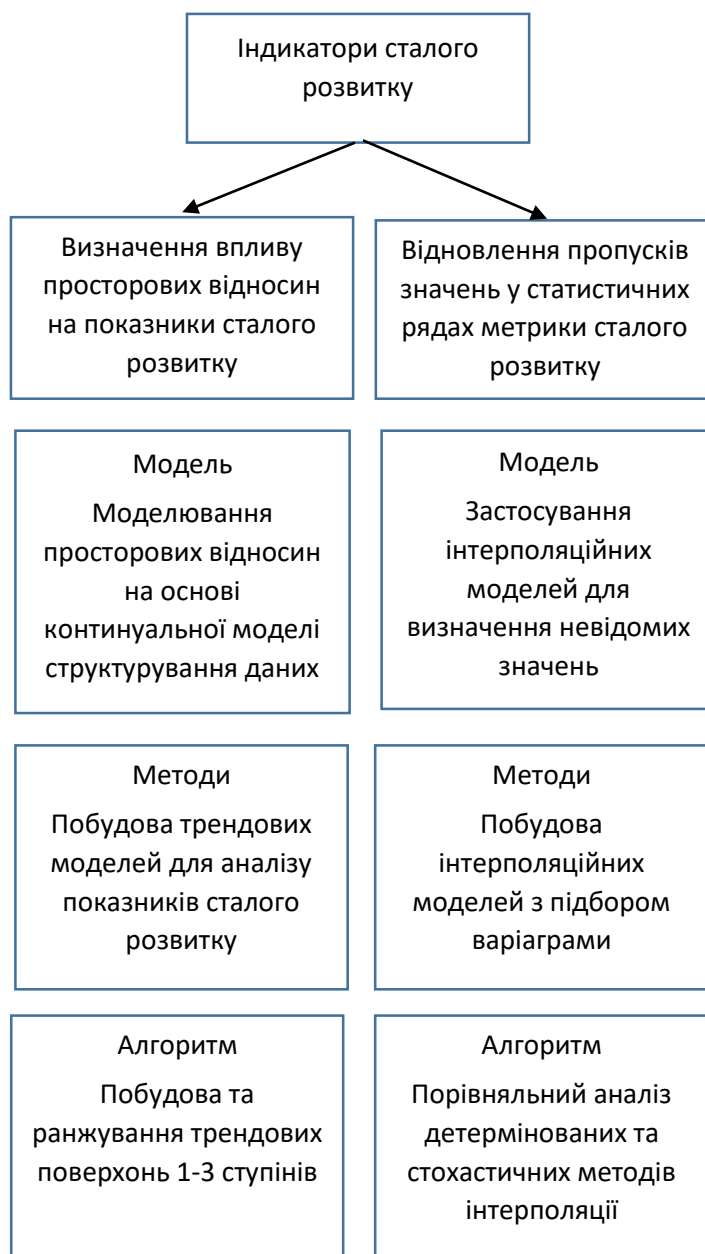 Індикатори сталого
розвитку
Визначення впливу
просторових відносин
на показники сталого
розвитку
Відновлення пропусків
значень у статистичних
рядах метрики сталого
розвитку
Модель
Моделювання
просторових відносин
на основі
континуальної моделі
структурування даних
Модель
Застосування
інтерполяційних
моделей для
визначення невідомих
значень
Методи
Побудова трендових
моделей для аналізу
показників сталого
розвитку
Методи
Побудова
інтерполяційних
моделей з підбором
варіаграми
Алгоритм
Побудова та
ранжування трендових
поверхонь 1-3 ступінів
Алгоритм
Порівняльний аналіз
детермінованих та
стохастичних методів
інтерполяції